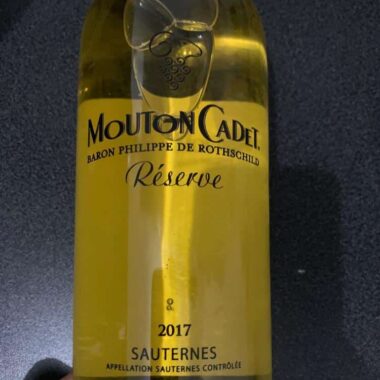 MOUTON CADET.
BARON PHILIPPE DE ROTHSCHILD
Réserve
2017
SAUTERNES
APPELLATION SAUTERNES CONTRÔLÉE